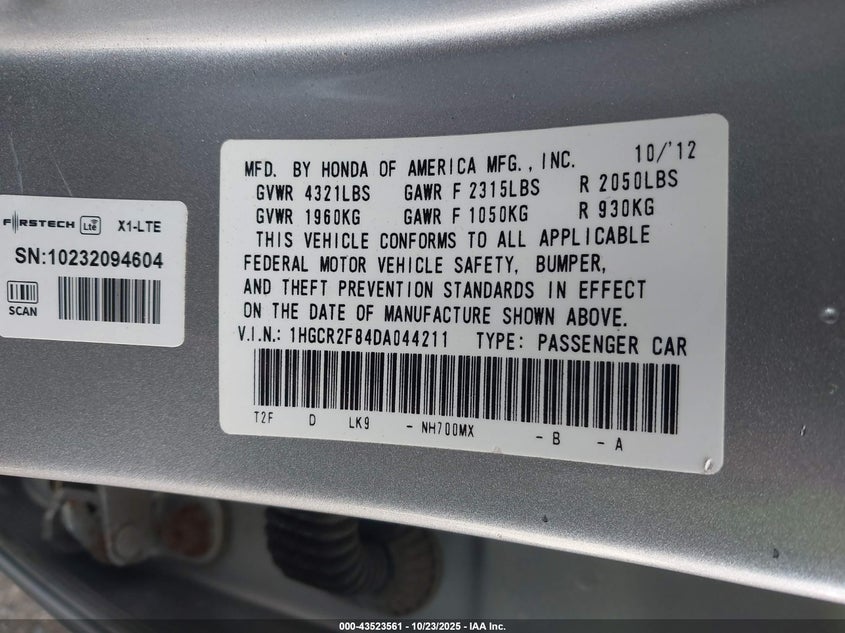 MFD. BY HONDA OF AMERICA MFG., INC. 10/'12
GVWR 4321LBS GAWR F 2315LBS R 2050LBS
GVWR 1960KG GAWR F 1050KG R 930KG
THIS VEHICLE CONFORMS TO ALL APPLICABLE
FEDERAL MOTOR VEHICLE SAFETY, BUMPER,
AND THEFT PREVENTION STANDARDS IN EFFECT
ON THE DATE OF MANUFACTURE SHOWN ABOVE.
V.I.N.: 1HGCR2F84DA044211 TYPE: PASSENGER CAR
T2F D LK9 - NH700MX - B - A
FIRSTECH LTE X1-LTE
SN:10232094604
SCAN
000-43523561 - 10/23/2025 - IAA Inc.